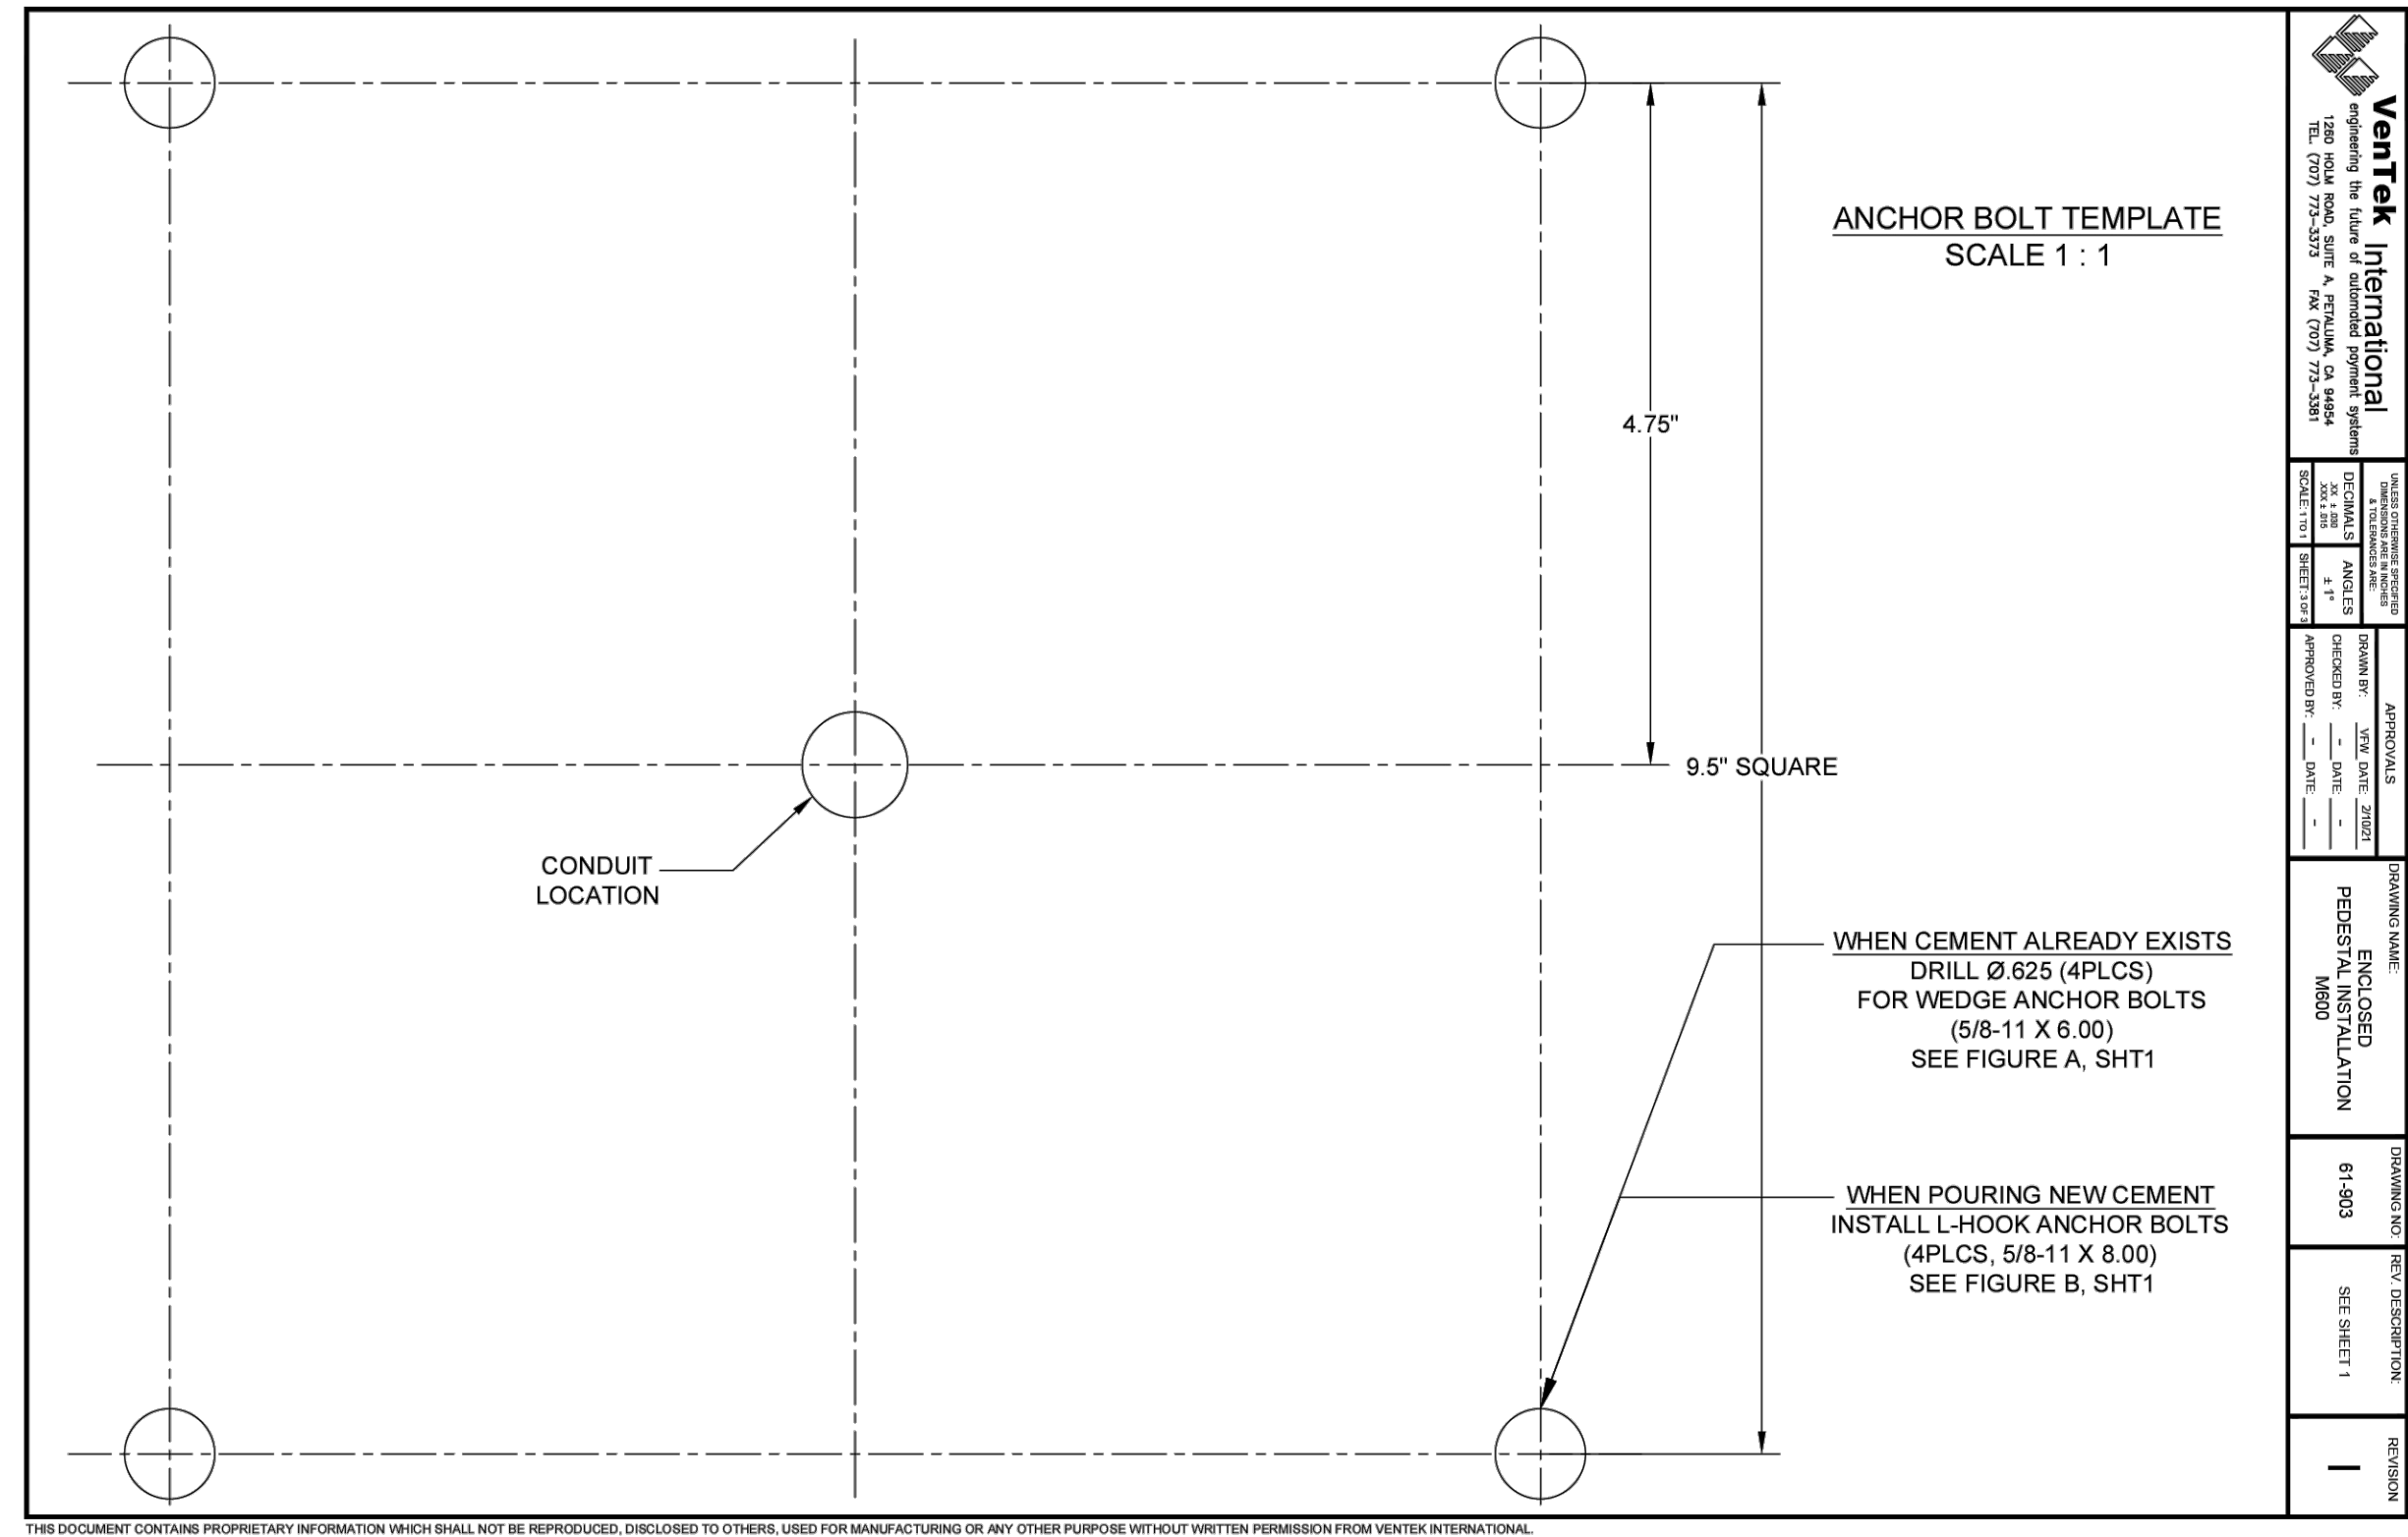 ANCHOR BOLT TEMPLATE
SCALE 1 : 1
4.75"
9.5" SQUARE
CONDUIT
LOCATION
WHEN CEMENT ALREADY EXISTS
DRILL Ø.625 (4PLCS)
FOR WEDGE ANCHOR BOLTS
(5/8-11 X 6.00)
SEE FIGURE A, SHT1
WHEN POURING NEW CEMENT
INSTALL L-HOOK ANCHOR BOLTS
(4PLCS, 5/8-11 X 8.00)
SEE FIGURE B, SHT1
VenTek International
engineering the future of automated payment systems
1260 HOLM ROAD, SUITE A, PETALUMA, CA 94954
TEL. (707) 773-3373 FAX (707) 773-3381
UNLESS OTHERWISE SPECIFIED
DIMENSIONS ARE IN INCHES
& TOLERANCES ARE:
DECIMALS
.XX ± .030
.XXX ± .015
ANGLES
± 1°
SCALE: 1 TO 1
SHEET: 3 OF 3
APPROVALS
DRAWN BY: VFW DATE: 2/10/21
CHECKED BY: - DATE: -
APPROVED BY: - DATE: -
DRAWING NAME:
ENCLOSED
PEDESTAL INSTALLATION
M600
DRAWING NO:
61-903
REV. DESCRIPTION:
SEE SHEET 1
REVISION
–
THIS DOCUMENT CONTAINS PROPRIETARY INFORMATION WHICH SHALL NOT BE REPRODUCED, DISCLOSED TO OTHERS, USED FOR MANUFACTURING OR ANY OTHER PURPOSE WITHOUT WRITTEN PERMISSION FROM VENTEK INTERNATIONAL.